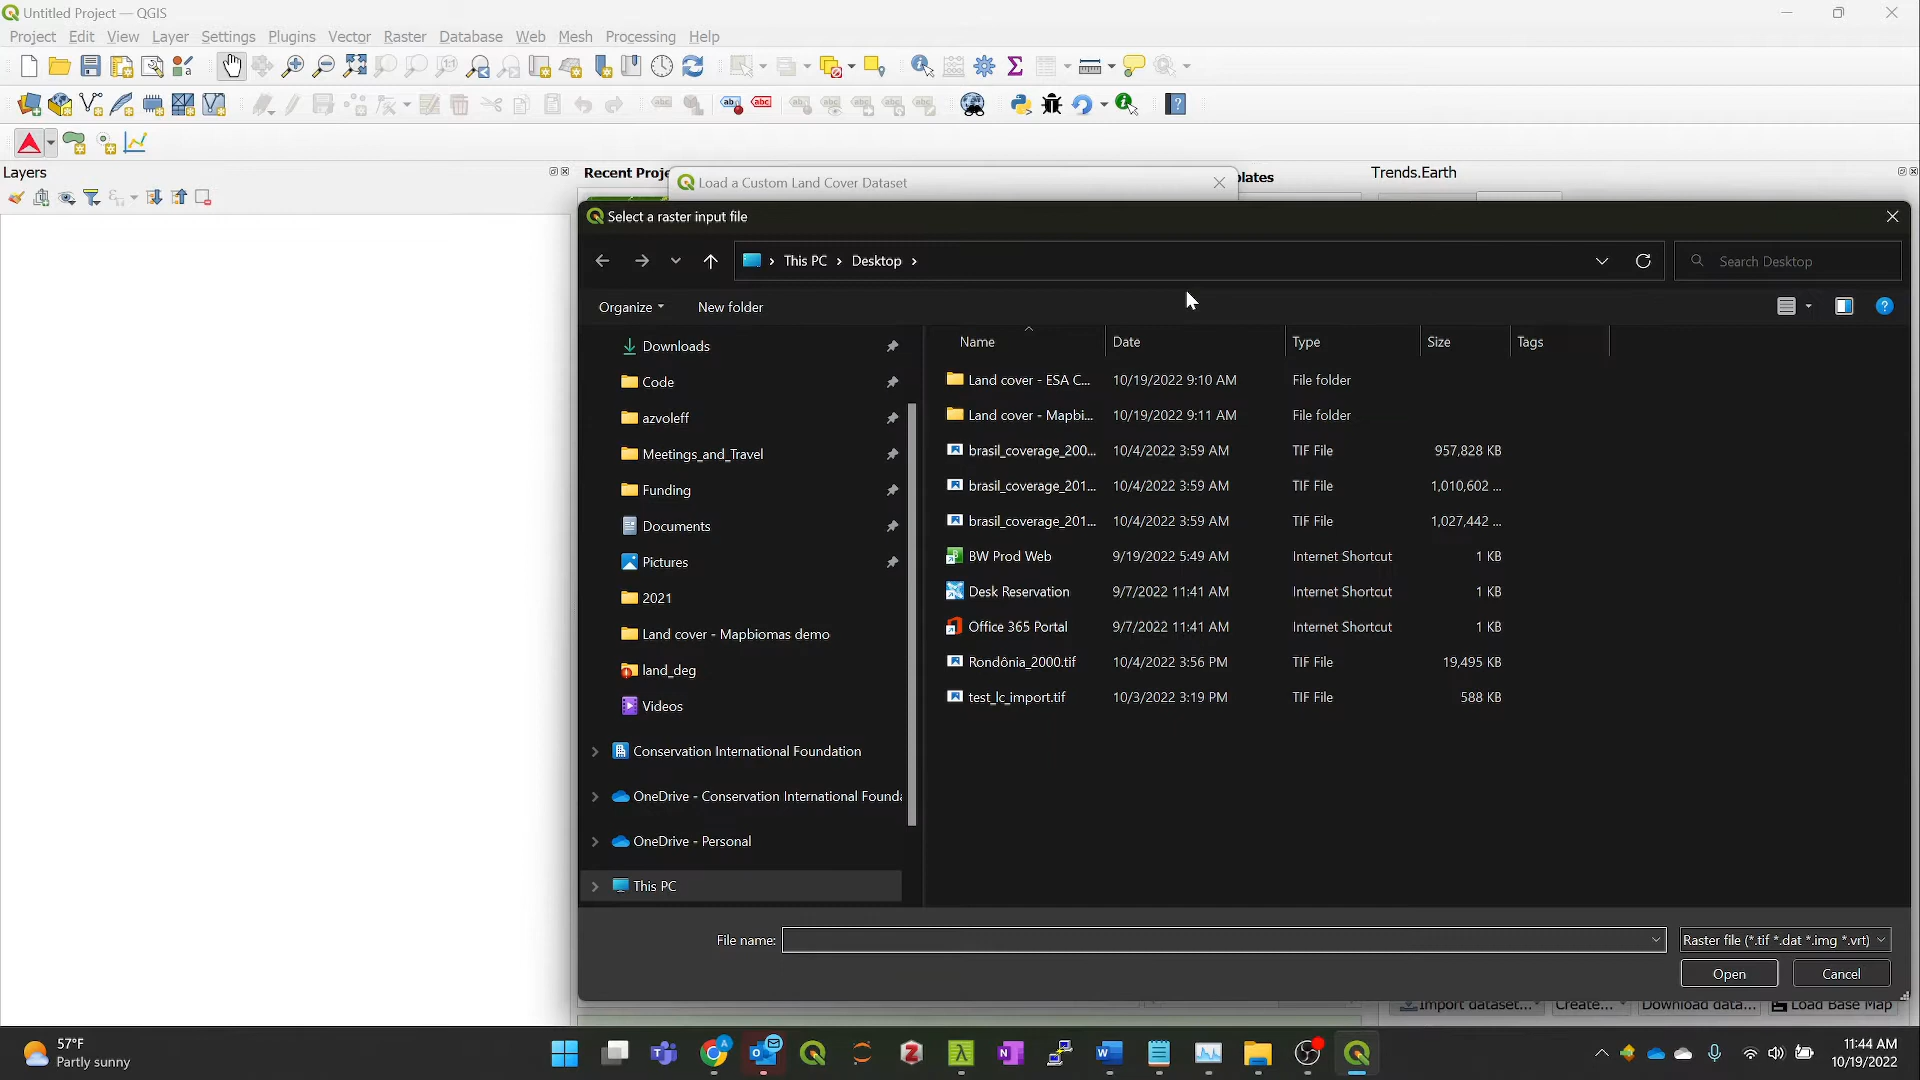 Untitled Project — QGIS
Project Edit View Layer Settings Plugins Vector Raster Database Web Mesh Processing Help
Layers
Recent
Trends.Earth
Load a Custom Land Cover Dataset
Select a raster input file
This PC › Desktop ›
Search Desktop
Organize
New folder
Name Date Type Size Tags
Downloads
Code
azvoleff
Meetings_and_Travel
Funding
Documents
Pictures
2021
Land cover - Mapbiomas demo
land_deg
Videos
Conservation International Foundation
OneDrive - Conservation International
OneDrive - Personal
This PC
Land cover - ESA C... 10/19/2022 9:10 AM File folder
Land cover - Mapbi... 10/19/2022 9:11 AM File folder
brasil_coverage_200... 10/4/2022 3:59 AM TIF File 957,828 KB
brasil_coverage_201... 10/4/2022 3:59 AM TIF File 1,010,602 ...
brasil_coverage_201... 10/4/2022 3:59 AM TIF File 1,027,442 ...
BW Prod Web 9/19/2022 5:49 AM Internet Shortcut 1 KB
Desk Reservation 9/7/2022 11:41 AM Internet Shortcut 1 KB
Office 365 Portal 9/7/2022 11:41 AM Internet Shortcut 1 KB
Rondônia_2000.tif 10/4/2022 3:56 PM TIF File 19,495 KB
test_lc_import.tif 10/3/2022 3:19 PM TIF File 588 KB
File name:
Raster file (*.tif *.dat *.img *.vrt)
Open
Cancel
Import dataset... Create... Download data... Load Base Map
57°F
Partly sunny
11:44 AM
10/19/2022